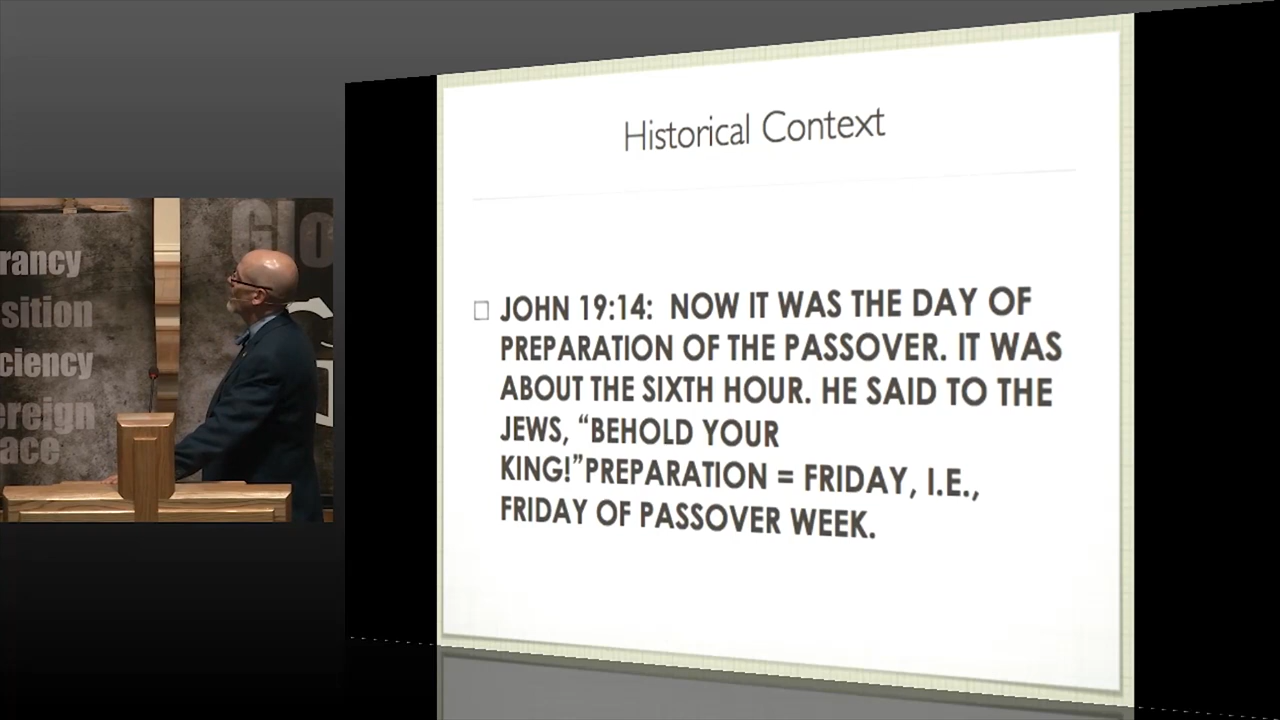 Historical Context
JOHN 19:14: NOW IT WAS THE DAY OF
PREPARATION OF THE PASSOVER. IT WAS
ABOUT THE SIXTH HOUR. HE SAID TO THE
JEWS, “BEHOLD YOUR
KING!”PREPARATION = FRIDAY, I.E.,
FRIDAY OF PASSOVER WEEK.
Glo
rancy
sition
ciency
ereign
ace